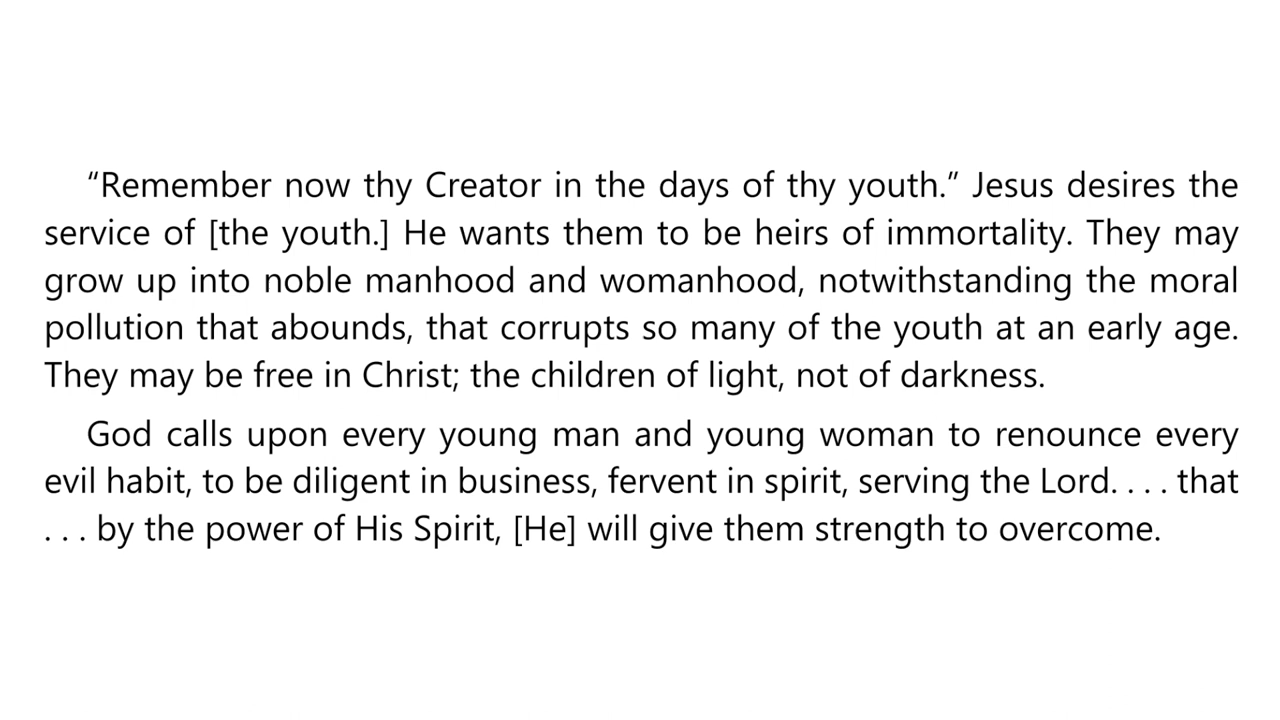 “Remember now thy Creator in the days of thy youth.” Jesus desires the
service of [the youth.] He wants them to be heirs of immortality. They may
grow up into noble manhood and womanhood, notwithstanding the moral
pollution that abounds, that corrupts so many of the youth at an early age.
They may be free in Christ; the children of light, not of darkness.
God calls upon every young man and young woman to renounce every
evil habit, to be diligent in business, fervent in spirit, serving the Lord. . . . that
. . . by the power of His Spirit, [He] will give them strength to overcome.